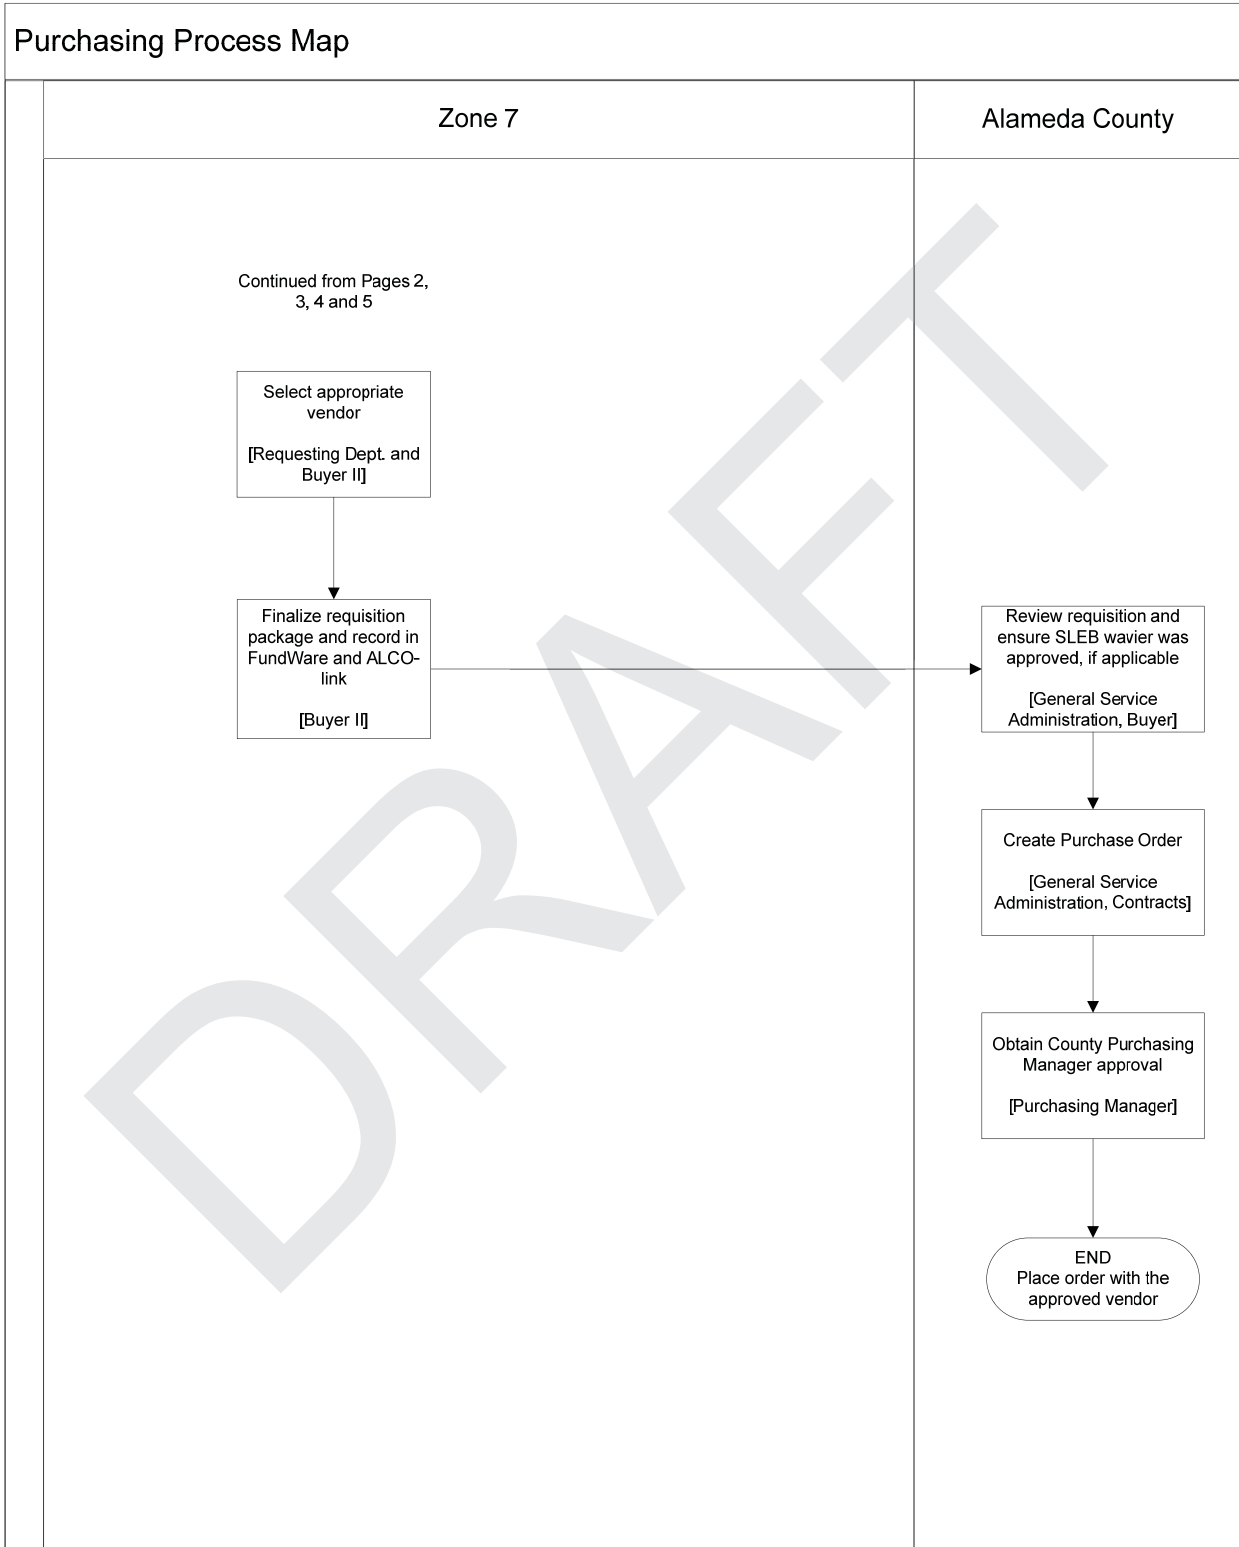 Purchasing Process Map
Zone 7
Alameda County
Continued from Pages 2,
3, 4 and 5
Select appropriate
vendor
[Requesting Dept. and
Buyer II]
Finalize requisition
package and record in
FundWare and ALCO-
link
[Buyer II]
Review requisition and
ensure SLEB wavier was
approved, if applicable
[General Service
Administration, Buyer]
Create Purchase Order
[General Service
Administration, Contracts]
Obtain County Purchasing
Manager approval
[Purchasing Manager]
END
Place order with the
approved vendor
DRAFT